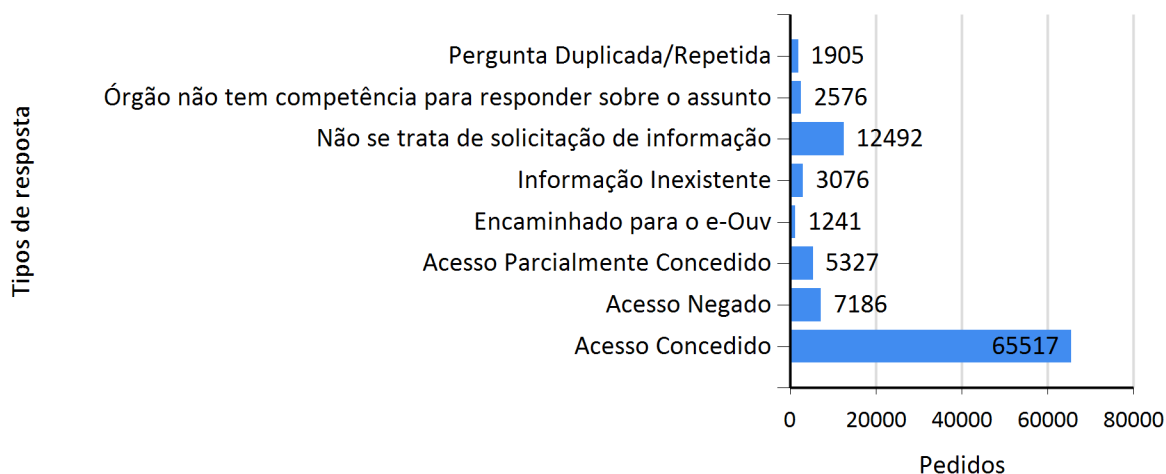 Tipos de resposta
Pergunta Duplicada/Repetida 1905
Órgão não tem competência para responder sobre o assunto 2576
Não se trata de solicitação de informação 12492
Informação Inexistente 3076
Encaminhado para o e-Ouv 1241
Acesso Parcialmente Concedido 5327
Acesso Negado 7186
Acesso Concedido 65517
0 20000 40000 60000 80000
Pedidos